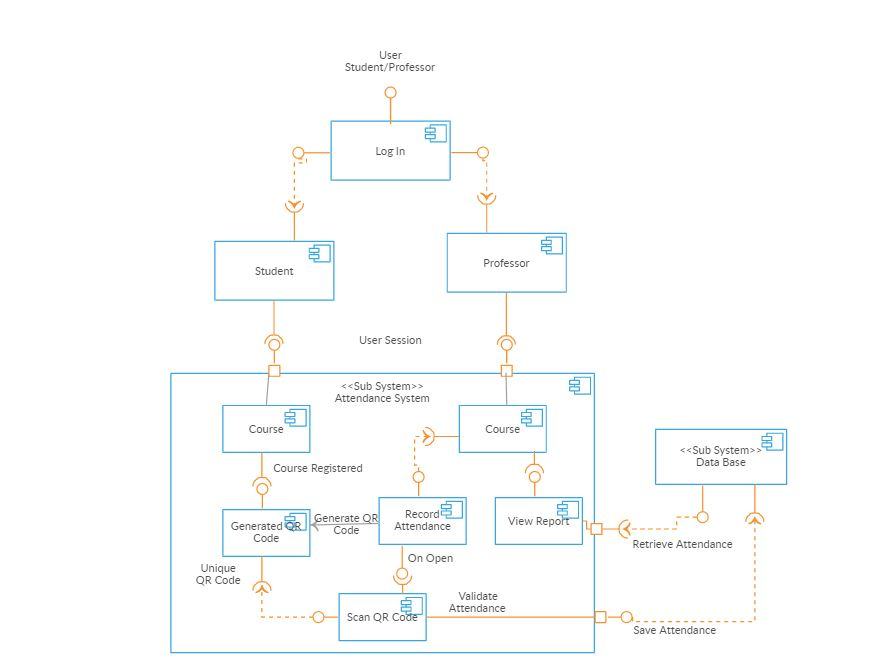 User
Student/Professor
Log In
Student
Professor
User Session
<<Sub System>>
Attendance System
Course
Course
<<Sub System>>
Data Base
Course Registered
Generated QR
Code
Generate QR
Code
Record
Attendance
View Report
Retrieve Attendance
On Open
Unique
QR Code
Scan QR Code
Validate
Attendance
Save Attendance